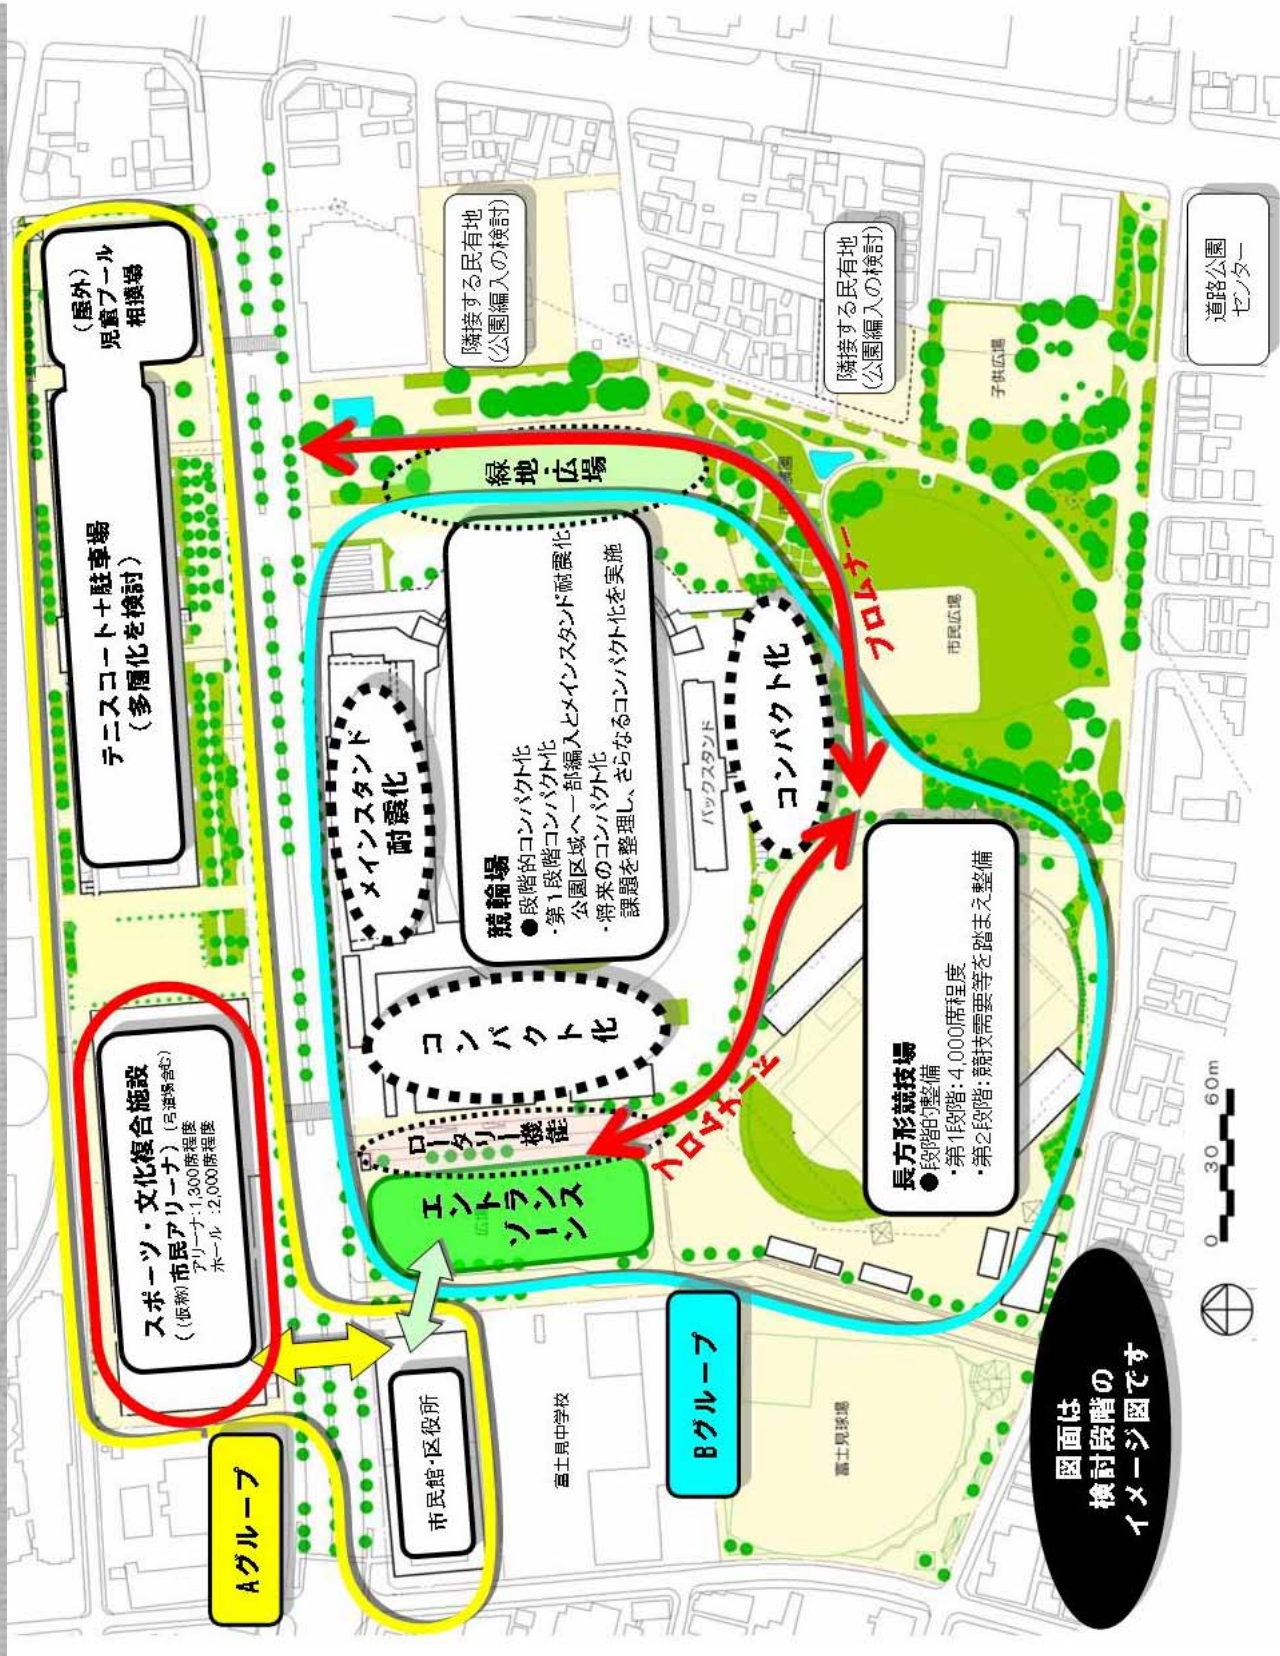 Aグループ
スポーツ・文化複合施設
(（仮称）市民アリーナ)（弓道場含む）
アリーナ:1,300席程度
ホール:2,000席程度
テニスコート＋駐車場
（多層化を検討）
（屋外）
児童プール
相撲場
市民館・区役所
エントランス
ゾーン
広場
ロータリー機能
コンパクト化
メインスタンド
耐震化
競輪場
●段階的コンパクト化
・第1段階コンパクト化
公園区域へ一部編入とメインスタンド耐震化
・将来のコンパクト化
課題を整理し、さらなるコンパクト化を実施
緑地・広場
隣接する民有地
(公園編入の検討)
バックスタンド
コンパクト化
プロムナード
プロムナー
富士見中学校
Bグループ
富士見球場
長方形競技場
●段階的整備
・第1段階:4,000席程度
・第2段階:競技需要等を踏まえ整備
市民広場
隣接する民有地
(公園編入の検討)
子供広場
道路公園
センター
図面は
検討段階の
イメージ図です
0 30 60m